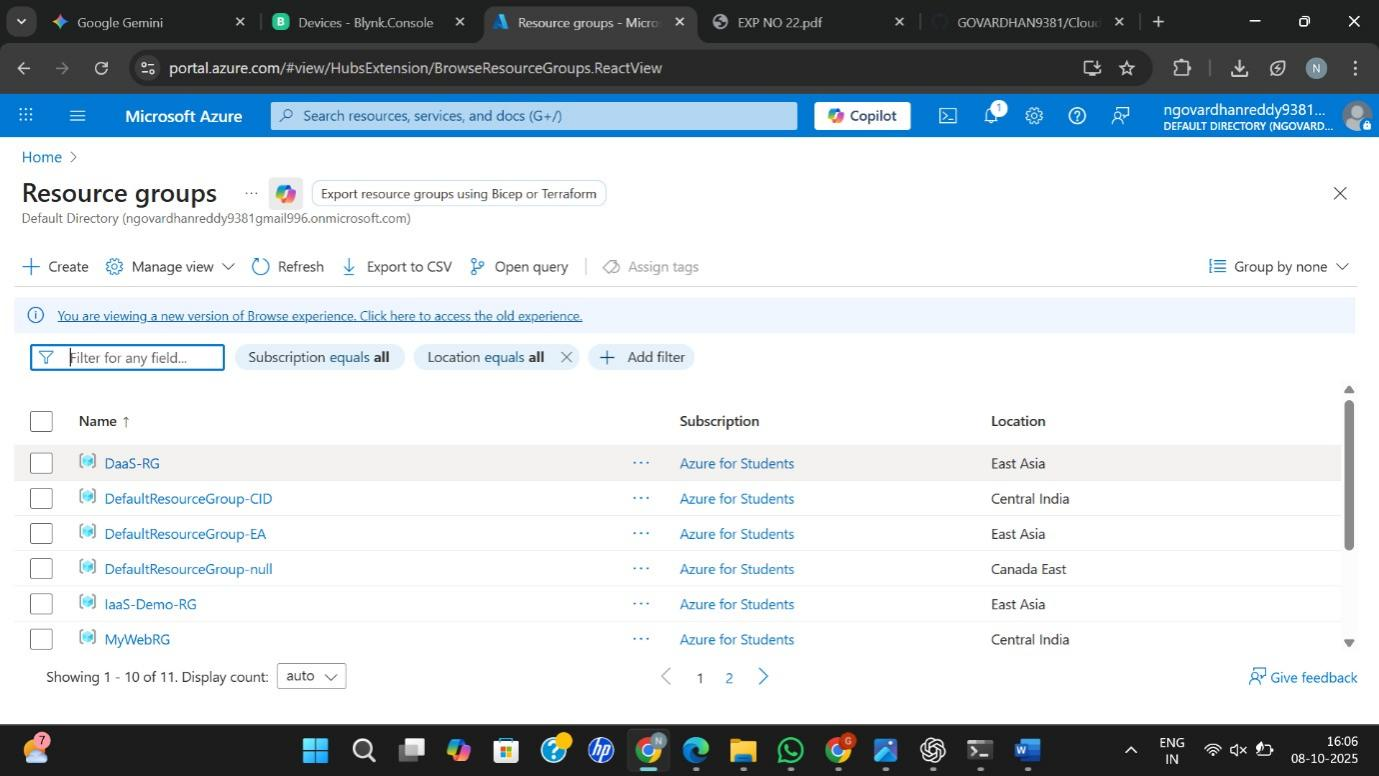 Google Gemini
Devices - Blynk.Console
Resource groups - Micro
EXP NO 22.pdf
GOVARDHAN9381/Cloud
portal.azure.com/#view/HubsExtension/BrowseResourceGroups.ReactView
N
Microsoft Azure
Search resources, services, and docs (G+/)
Copilot
1
ngovardhanreddy9381...
DEFAULT DIRECTORY (NGOVARD...
Home
Resource groups
...
Export resource groups using Bicep or Terraform
Default Directory (ngovardhanreddy9381gmail996.onmicrosoft.com)
Create
Manage view
Refresh
Export to CSV
Open query
Assign tags
Group by none
You are viewing a new version of Browse experience. Click here to access the old experience.
Filter for any field...
Subscription equals all
Location equals all
Add filter
Name ↑ Subscription Location
DaaS-RG ... Azure for Students East Asia
DefaultResourceGroup-CID ... Azure for Students Central India
DefaultResourceGroup-EA ... Azure for Students East Asia
DefaultResourceGroup-null ... Azure for Students Canada East
IaaS-Demo-RG ... Azure for Students East Asia
MyWebRG ... Azure for Students Central India
Showing 1 - 10 of 11. Display count: auto
1 2
Give feedback
7
hp
N
G
ENG
IN
16:06
08-10-2025